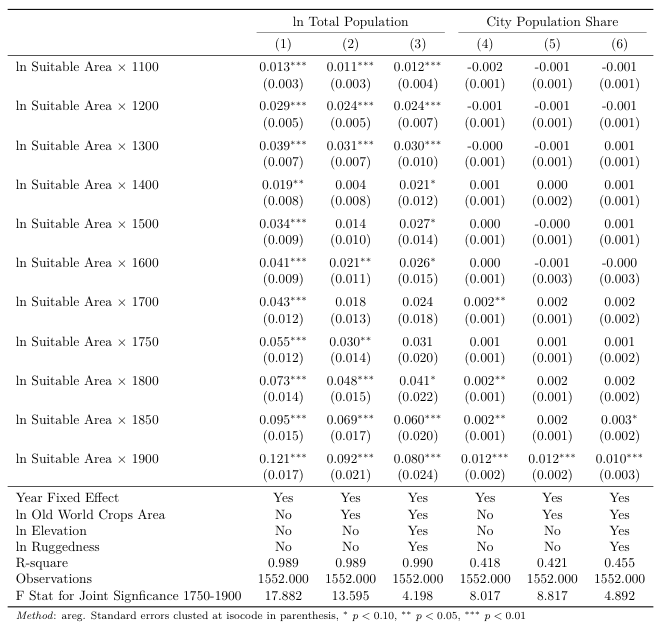 ln Total Population City Population Share
(1) (2) (3) (4) (5) (6)
ln Suitable Area × 1100 0.013*** 0.011*** 0.012*** -0.002 -0.001 -0.001
(0.003) (0.003) (0.004) (0.001) (0.001) (0.001)
ln Suitable Area × 1200 0.029*** 0.024*** 0.024*** -0.001 -0.001 -0.001
(0.005) (0.005) (0.007) (0.001) (0.001) (0.001)
ln Suitable Area × 1300 0.039*** 0.031*** 0.030*** -0.000 -0.001 0.001
(0.007) (0.007) (0.010) (0.001) (0.001) (0.001)
ln Suitable Area × 1400 0.019** 0.004 0.021* 0.001 0.000 0.001
(0.008) (0.008) (0.012) (0.001) (0.002) (0.001)
ln Suitable Area × 1500 0.034*** 0.014 0.027* 0.000 -0.000 0.001
(0.009) (0.010) (0.014) (0.001) (0.001) (0.001)
ln Suitable Area × 1600 0.041*** 0.021** 0.026* 0.000 -0.001 -0.000
(0.009) (0.011) (0.015) (0.001) (0.003) (0.003)
ln Suitable Area × 1700 0.043*** 0.018 0.024 0.002** 0.002 0.002
(0.012) (0.013) (0.018) (0.001) (0.001) (0.002)
ln Suitable Area × 1750 0.055*** 0.030** 0.031 0.001 0.001 0.001
(0.012) (0.014) (0.020) (0.001) (0.001) (0.002)
ln Suitable Area × 1800 0.073*** 0.048*** 0.041* 0.002** 0.002 0.002
(0.014) (0.015) (0.022) (0.001) (0.001) (0.002)
ln Suitable Area × 1850 0.095*** 0.069*** 0.060*** 0.002** 0.002 0.003*
(0.015) (0.017) (0.020) (0.001) (0.001) (0.002)
ln Suitable Area × 1900 0.121*** 0.092*** 0.080*** 0.012*** 0.012*** 0.010***
(0.017) (0.021) (0.024) (0.002) (0.002) (0.003)
Year Fixed Effect Yes Yes Yes Yes Yes Yes
ln Old World Crops Area No Yes Yes No Yes Yes
ln Elevation No No Yes No No Yes
ln Ruggedness No No Yes No No Yes
R-square 0.989 0.989 0.990 0.418 0.421 0.455
Observations 1552.000 1552.000 1552.000 1552.000 1552.000 1552.000
F Stat for Joint Signficance 1750-1900 17.882 13.595 4.198 8.017 8.817 4.892
Method: areg. Standard errors clusted at isocode in parenthesis, * p < 0.10, ** p < 0.05, *** p < 0.01